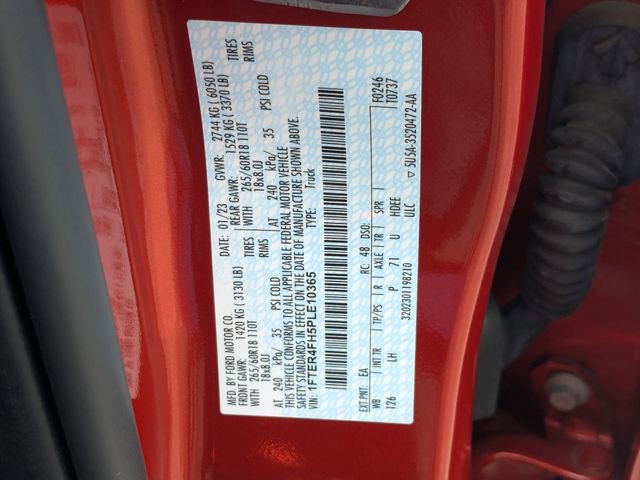 MFD. BY FORD MOTOR CO.
DATE: 01/23
GVWR: 2744 KG ( 6050 LB)
FRONT GAWR: 1420 KG ( 3130 LB)
REAR GAWR: 1529 KG ( 3370 LB)
WITH 265/60R18 110T TIRES
WITH 265/60R18 110T TIRES
18x8.0J RIMS
18x8.0J RIMS
AT 240 kPa/ 35 PSI COLD
AT 240 kPa/ 35 PSI COLD
THIS VEHICLE CONFORMS TO ALL APPLICABLE FEDERAL MOTOR VEHICLE
SAFETY STANDARDS IN EFFECT ON THE DATE OF MANUFACTURE SHOWN ABOVE.
VIN: 1FTER4FH5PLE10365
TYPE: Truck
F0246
T0737
3202301198210
EXT PNT: EA RC: 48 DSO:
WB INT TR TP/PS R AXLE TR SPR
126 LH P 71 U HDEE
ULC
5U5A-3520472-AA